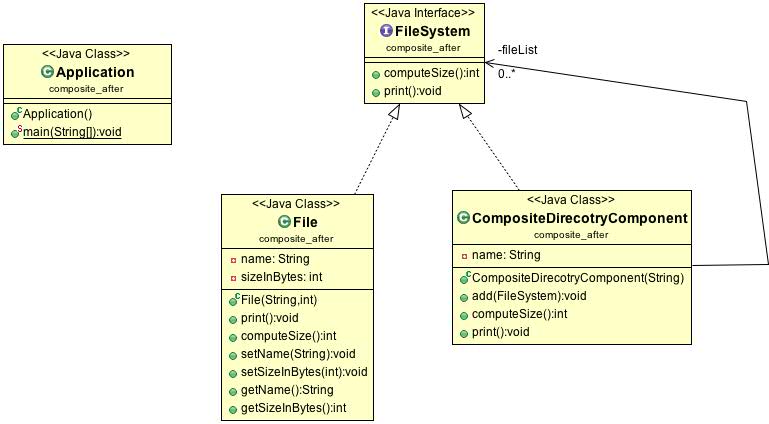 <<Java Class>>
Application
composite_after
Application()
main(String[]):void
<<Java Interface>>
FileSystem
composite_after
computeSize():int
print():void
-fileList
0..*
<<Java Class>>
File
composite_after
name: String
sizeInBytes: int
File(String,int)
print():void
computeSize():int
setName(String):void
setSizeInBytes(int):void
getName():String
getSizeInBytes():int
<<Java Class>>
CompositeDirecotryComponent
composite_after
name: String
CompositeDirecotryComponent(String)
add(FileSystem):void
computeSize():int
print():void